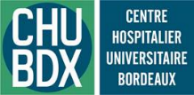 CHU
BDX
CENTRE
HOSPITALIER
UNIVERSITAIRE
BORDEAUX